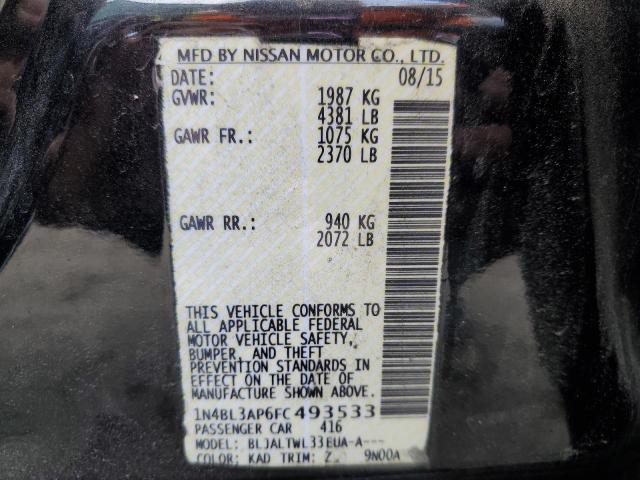 MFD BY NISSAN MOTOR CO., LTD.
DATE: 08/15
GVWR: 1987 KG
4381 LB
GAWR FR.: 1075 KG
2370 LB
GAWR RR.: 940 KG
2072 LB
THIS VEHICLE CONFORMS TO
ALL APPLICABLE FEDERAL
MOTOR VEHICLE SAFETY,
BUMPER, AND THEFT
PREVENTION STANDARDS IN
EFFECT ON THE DATE OF
MANUFACTURE SHOWN ABOVE.
1N4BL3AP6FC493533
PASSENGER CAR 416
MODEL: BLJALTWL33EUA-A---
COLOR: KAD TRIM: Z 9N00A